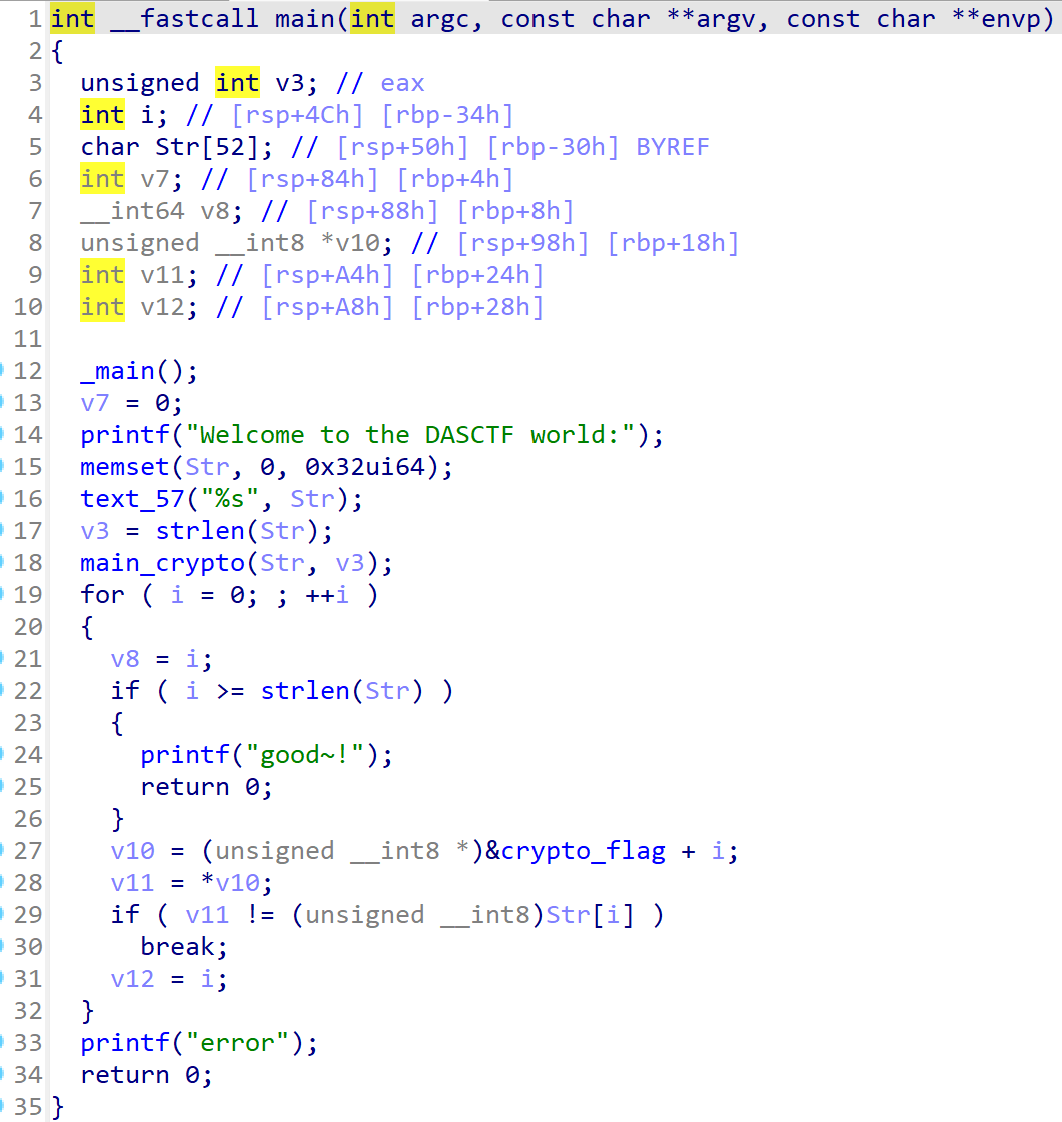 1 int __fastcall main(int argc, const char **argv, const char **envp)
2 {
3   unsigned int v3; // eax
4   int i; // [rsp+4Ch] [rbp-34h]
5   char Str[52]; // [rsp+50h] [rbp-30h] BYREF
6   int v7; // [rsp+84h] [rbp+4h]
7   __int64 v8; // [rsp+88h] [rbp+8h]
8   unsigned __int8 *v10; // [rsp+98h] [rbp+18h]
9   int v11; // [rsp+A4h] [rbp+24h]
10   int v12; // [rsp+A8h] [rbp+28h]
11
12   _main();
13   v7 = 0;
14   printf("Welcome to the DASCTF world:");
15   memset(Str, 0, 0x32ui64);
16   text_57("%s", Str);
17   v3 = strlen(Str);
18   main_crypto(Str, v3);
19   for ( i = 0; ; ++i )
20   {
21     v8 = i;
22     if ( i >= strlen(Str) )
23     {
24       printf("good~!");
25       return 0;
26     }
27     v10 = (unsigned __int8 *)&crypto_flag + i;
28     v11 = *v10;
29     if ( v11 != (unsigned __int8)Str[i] )
30       break;
31     v12 = i;
32   }
33   printf("error");
34   return 0;
35 }